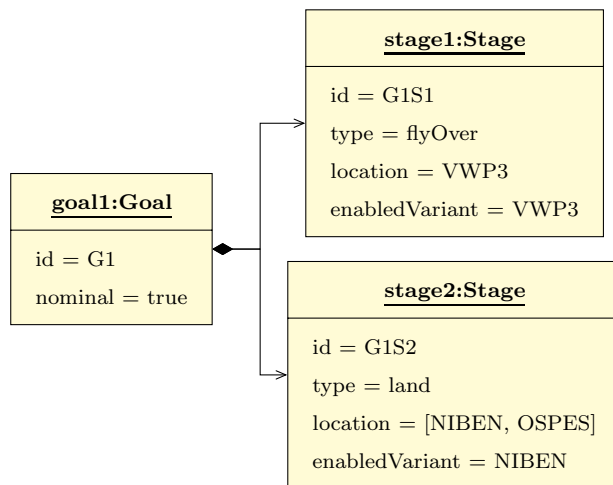 goal1:Goal
id = G1
nominal = true
stage1:Stage
id = G1S1
type = flyOver
location = VWP3
enabledVariant = VWP3
stage2:Stage
id = G1S2
type = land
location = [NIBEN, OSPES]
enabledVariant = NIBEN